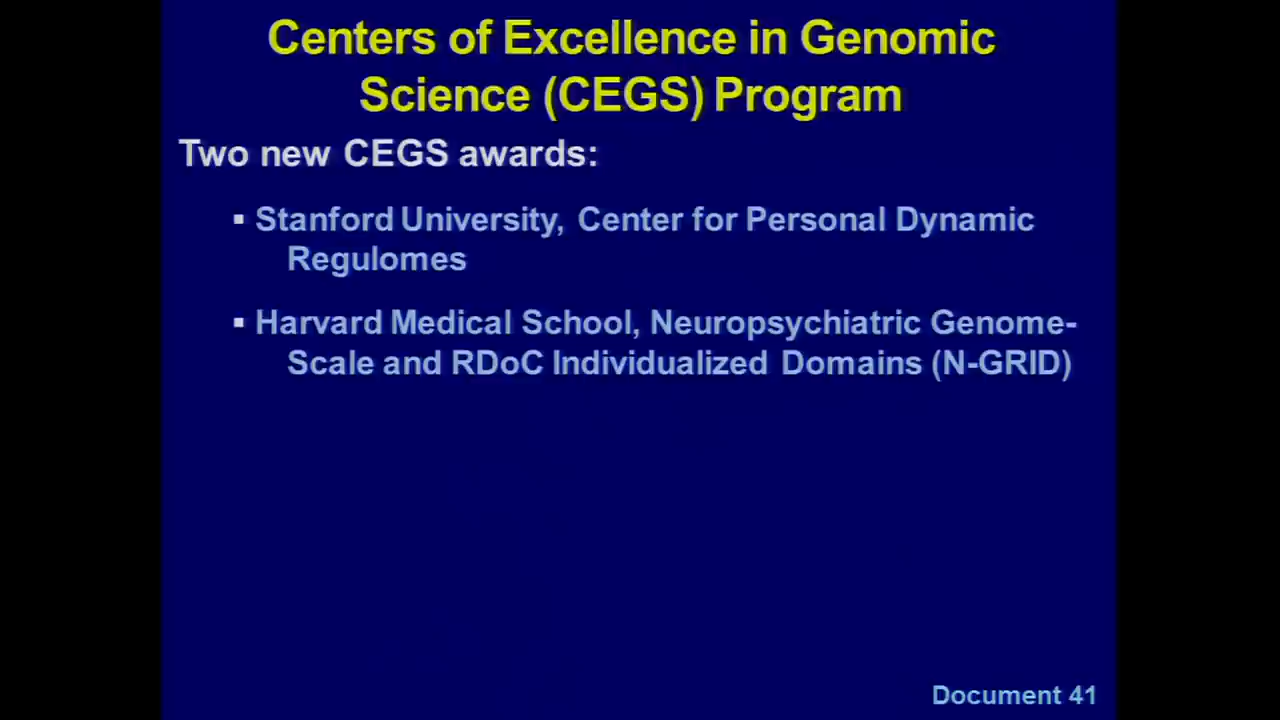 Centers of Excellence in Genomic
Science (CEGS) Program
Two new CEGS awards:
▪ Stanford University, Center for Personal Dynamic
Regulomes
▪ Harvard Medical School, Neuropsychiatric Genome-
Scale and RDoC Individualized Domains (N-GRID)
Document 41